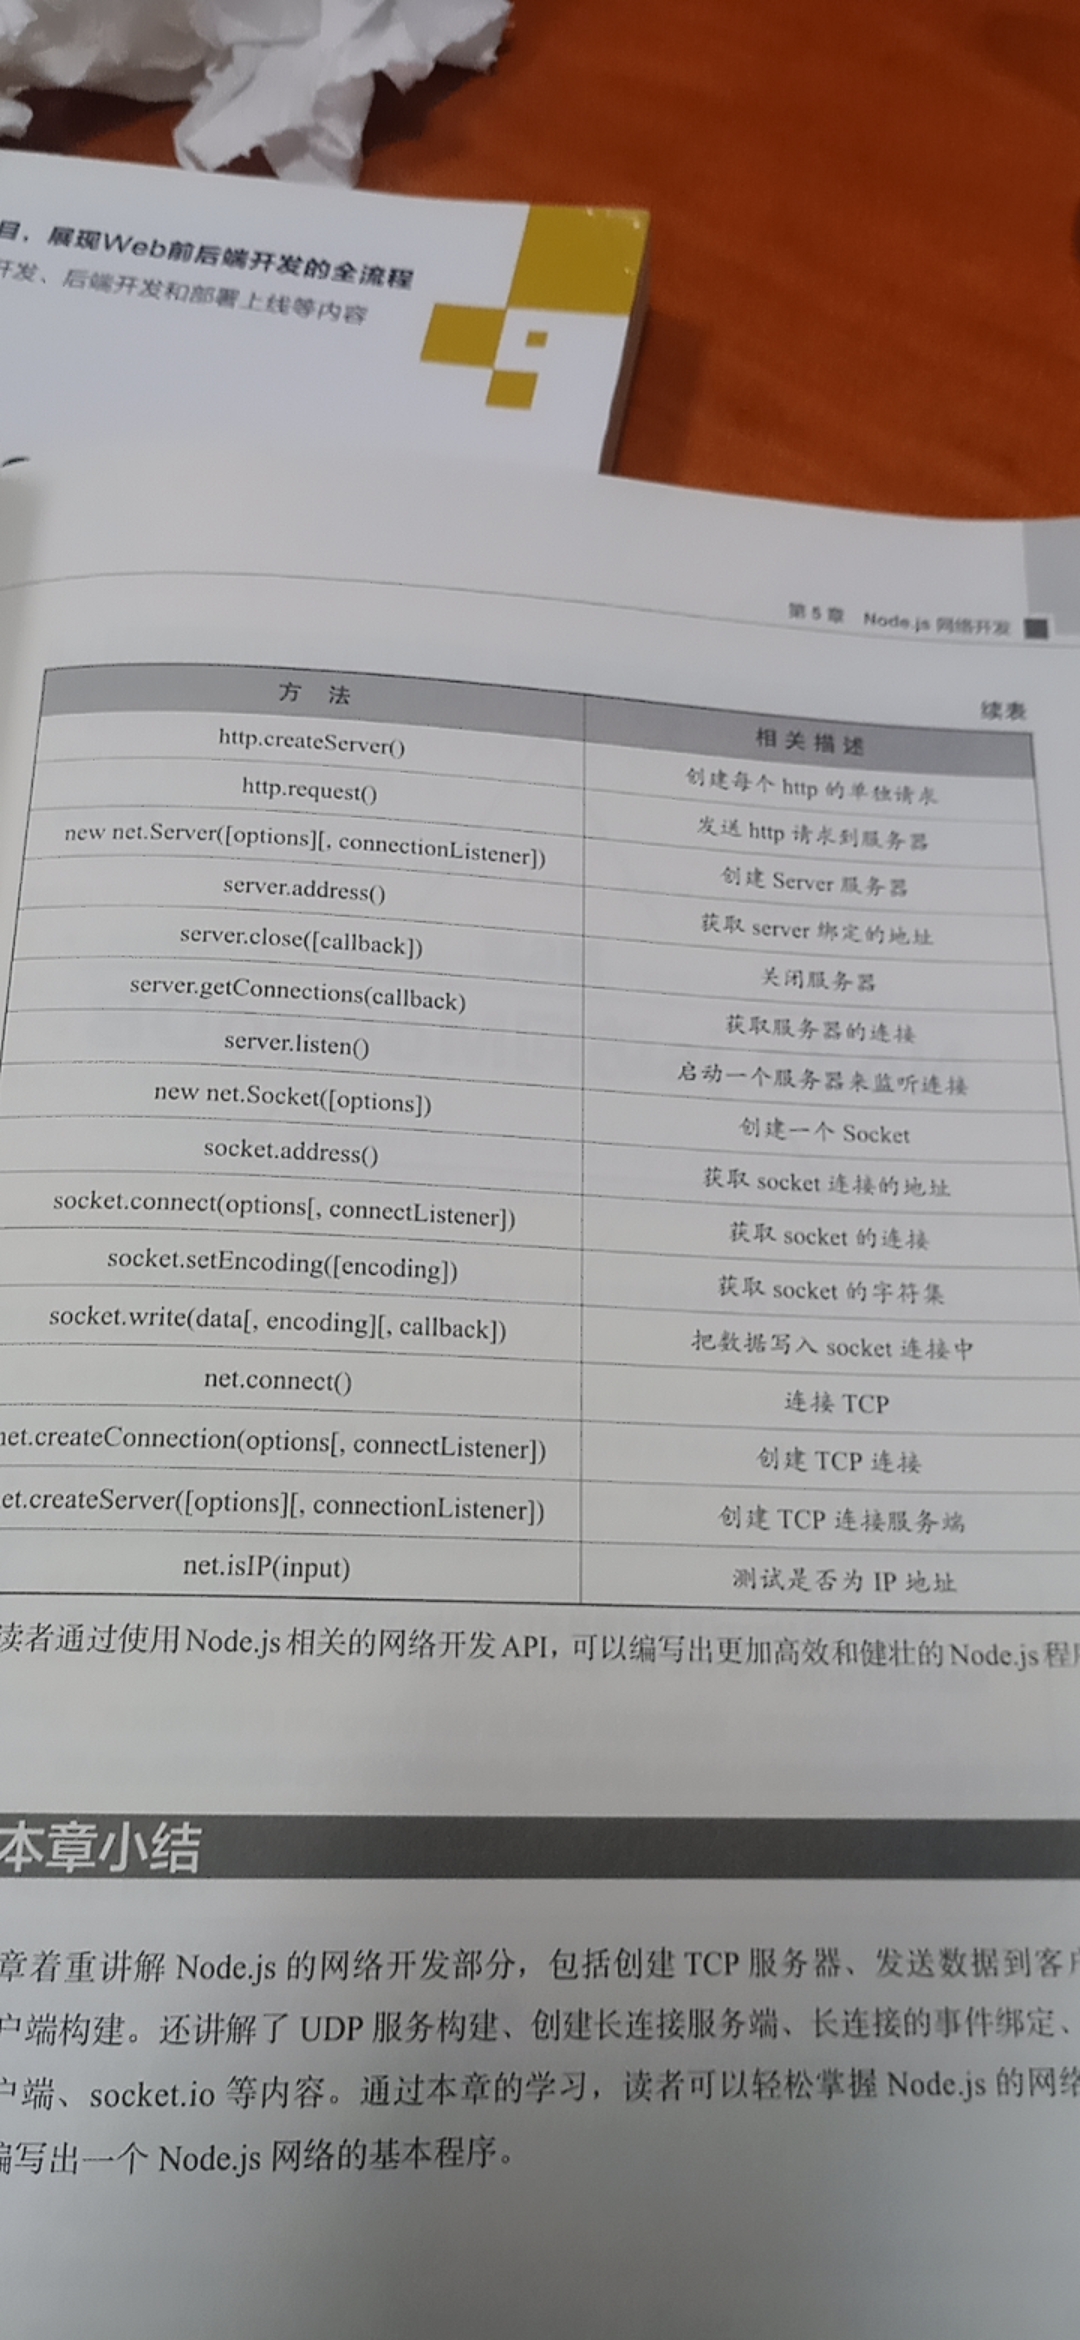 目，展现Web前后端开发的全流程
开发、后端开发和部署上线等内容
第5章 Node.js 网络开发
续表
方 法 相关描述
http.createServer() 创建每个 http 的单独请求
http.request() 发送 http 请求到服务器
new net.Server([options][, connectionListener]) 创建 Server 服务器
server.address() 获取 server 绑定的地址
server.close([callback]) 关闭服务器
server.getConnections(callback) 获取服务器的连接
server.listen() 启动一个服务器来监听连接
new net.Socket([options]) 创建一个 Socket
socket.address() 获取 socket 连接的地址
socket.connect(options[, connectListener]) 获取 socket 的连接
socket.setEncoding([encoding]) 获取 socket 的字符集
socket.write(data[, encoding][, callback]) 把数据写入 socket 连接中
net.connect() 连接 TCP
net.createConnection(options[, connectListener]) 创建 TCP 连接
et.createServer([options][, connectionListener]) 创建 TCP 连接服务端
net.isIP(input) 测试是否为 IP 地址
读者通过使用Node.js相关的网络开发API，可以编写出更加高效和健壮的Node.js程序
本章小结
章着重讲解 Node.js 的网络开发部分，包括创建 TCP 服务器、发送数据到客户
户端构建。还讲解了 UDP 服务构建、创建长连接服务端、长连接的事件绑定、
户端、socket.io 等内容。通过本章的学习，读者可以轻松掌握 Node.js 的网络
编写出一个 Node.js 网络的基本程序。